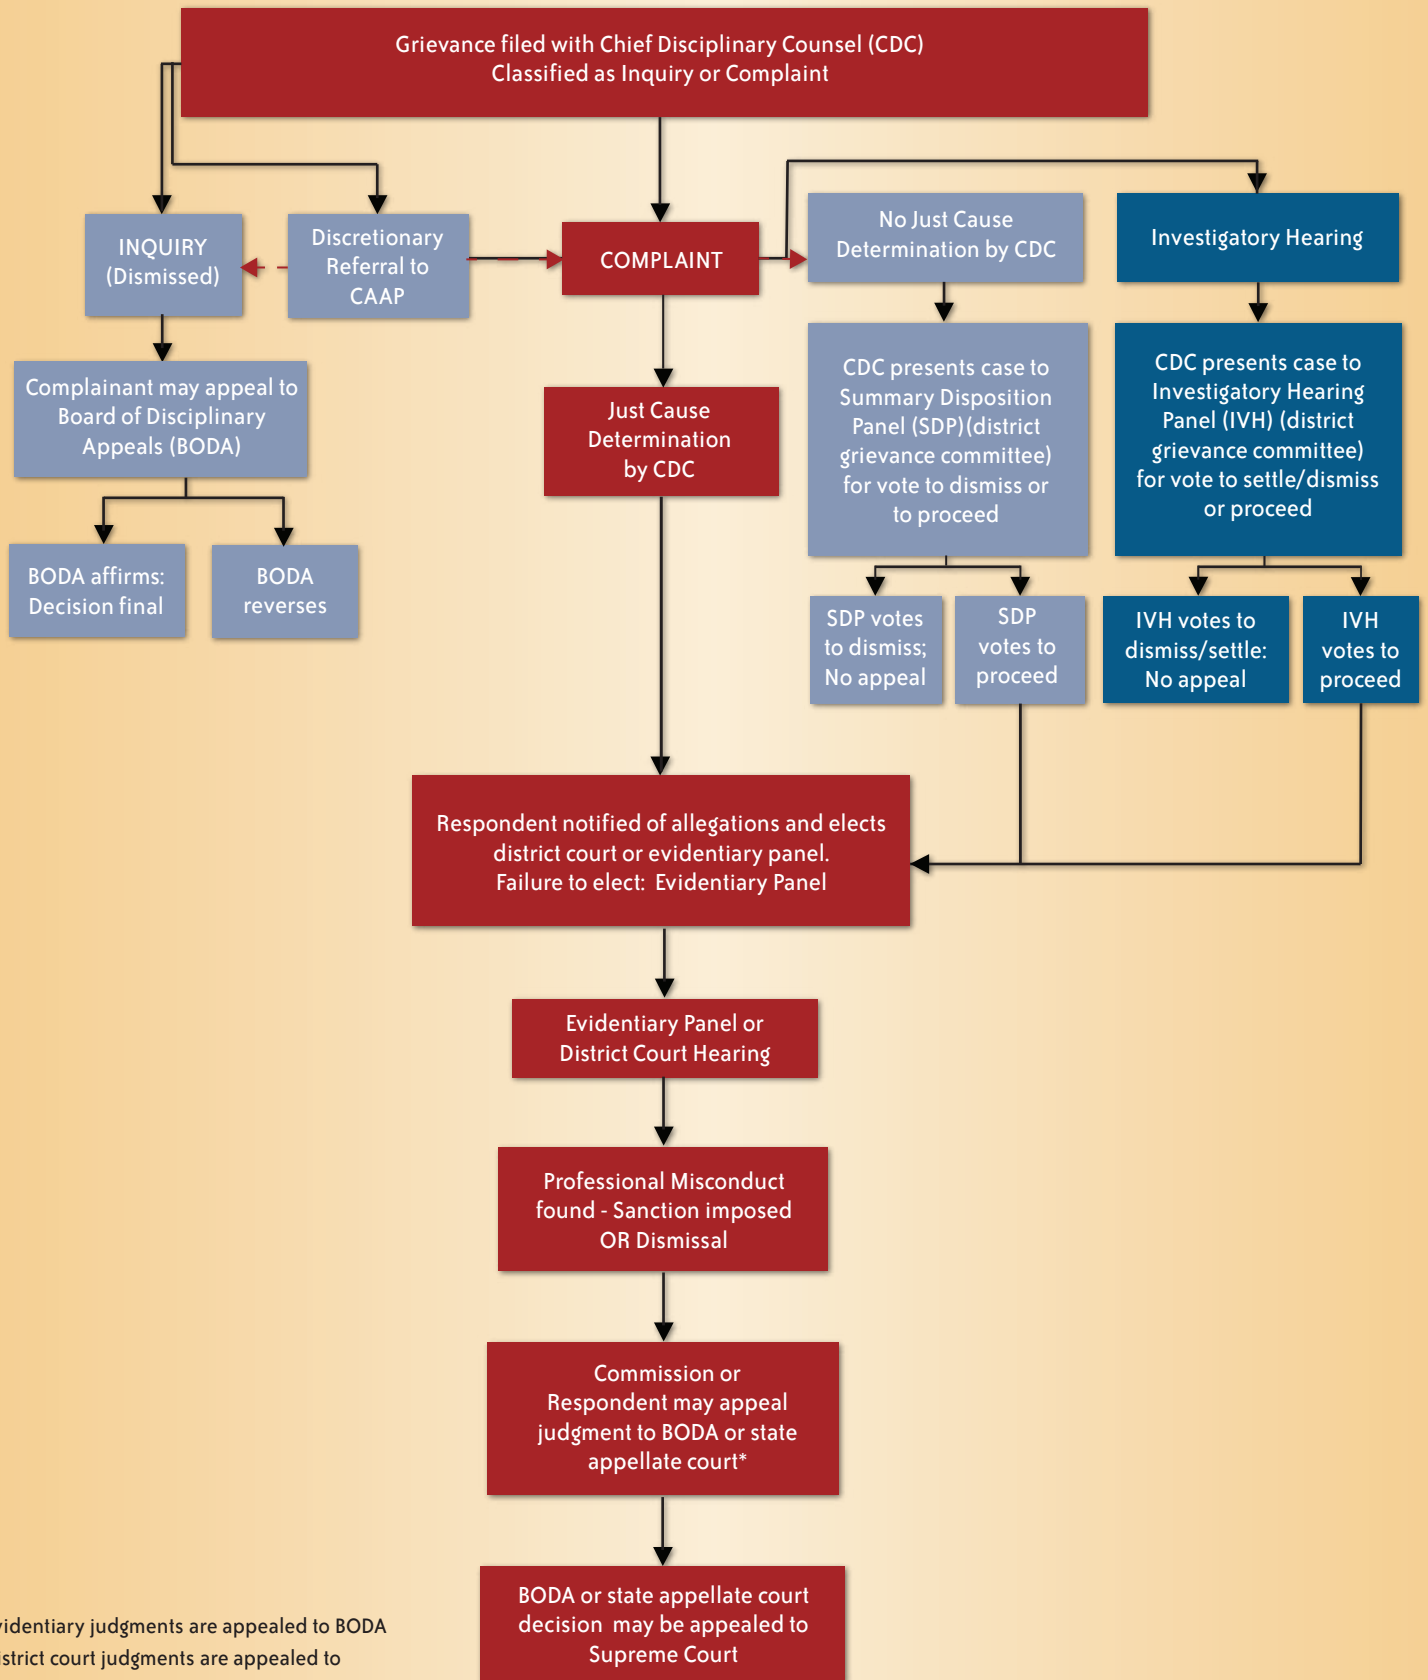 Grievance filed with Chief Disciplinary Counsel (CDC)
Classified as Inquiry or Complaint
INQUIRY
(Dismissed)
Discretionary
Referral to
CAAP
COMPLAINT
No Just Cause
Determination by CDC
Investigatory Hearing
Complainant may appeal to
Board of Disciplinary
Appeals (BODA)
Just Cause
Determination
by CDC
CDC presents case to
Summary Disposition
Panel (SDP)(district
grievance committee)
for vote to dismiss or
to proceed
CDC presents case to
Investigatory Hearing
Panel (IVH) (district
grievance committee)
for vote to settle/dismiss
or proceed
BODA affirms:
Decision final
BODA
reverses
SDP votes
to dismiss;
No appeal
SDP
votes to
proceed
IVH votes to
dismiss/settle:
No appeal
IVH
votes to
proceed
Respondent notified of allegations and elects
district court or evidentiary panel.
Failure to elect: Evidentiary Panel
Evidentiary Panel or
District Court Hearing
Professional Misconduct
found - Sanction imposed
OR Dismissal
Commission or
Respondent may appeal
judgment to BODA or state
appellate court*
BODA or state appellate court
decision may be appealed to
Supreme Court
judgments are appealed to BODA
court judgments are appealed to